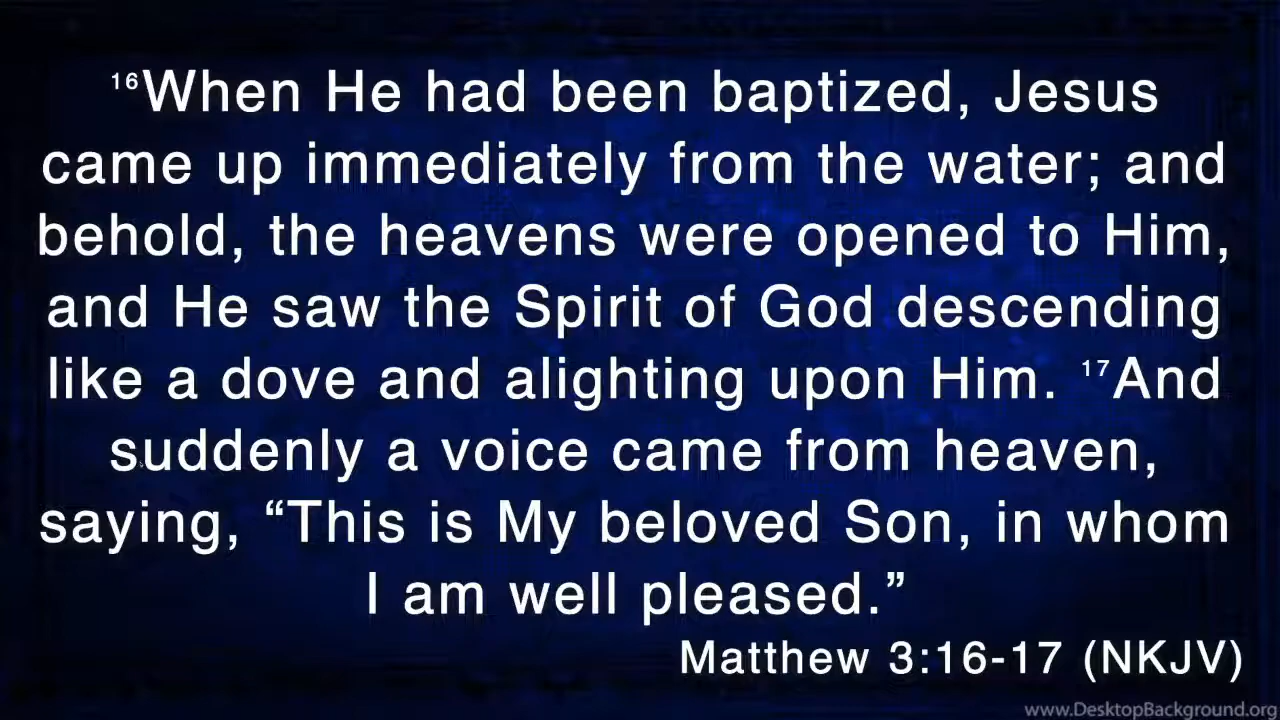 ¹⁶When He had been baptized, Jesus
came up immediately from the water; and
behold, the heavens were opened to Him,
and He saw the Spirit of God descending
like a dove and alighting upon Him. ¹⁷And
suddenly a voice came from heaven,
saying, “This is My beloved Son, in whom
I am well pleased.”
Matthew 3:16-17 (NKJV)
www.DesktopBackground.org